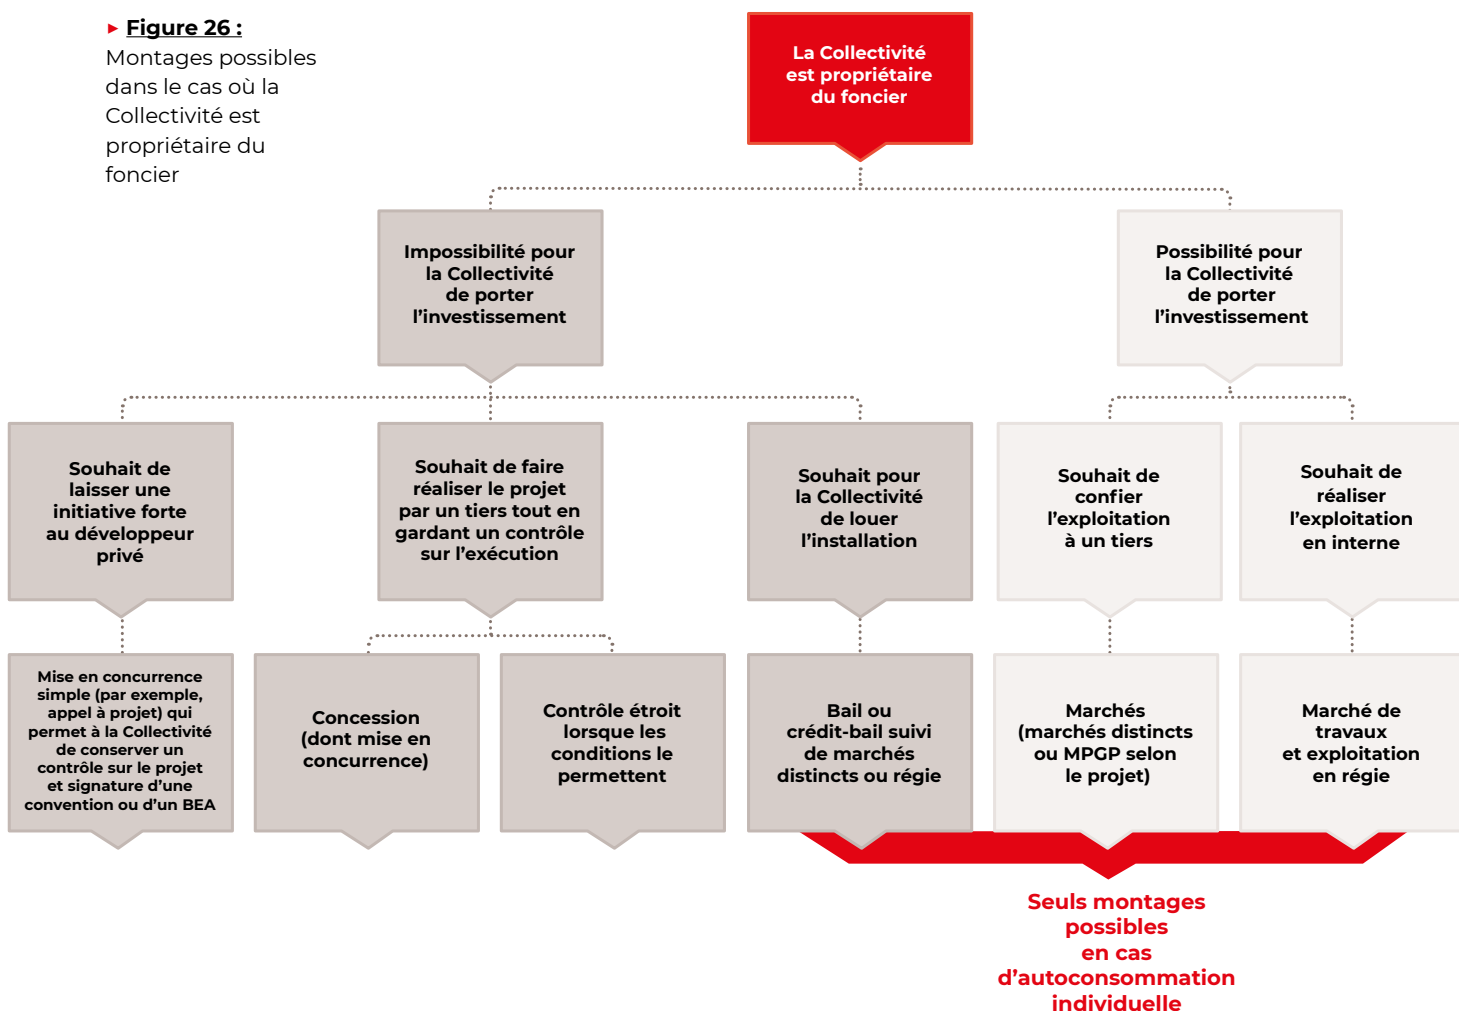 ► Figure 26 :
Montages possibles
dans le cas où la
Collectivité est
propriétaire du
foncier
La Collectivité
est propriétaire
du foncier
Impossibilité pour
la Collectivité
de porter
l’investissement
Possibilité pour
la Collectivité
de porter
l’investissement
Souhait de
laisser une
initiative forte
au développeur
privé
Souhait de faire
réaliser le projet
par un tiers tout en
gardant un contrôle
sur l’exécution
Souhait pour
la Collectivité
de louer
l’installation
Souhait de
confier
l’exploitation
à un tiers
Souhait de
réaliser
l’exploitation
en interne
Mise en concurrence
simple (par exemple,
appel à projet) qui
permet à la Collectivité
de conserver un
contrôle sur le projet
et signature d’une
convention ou d’un BEA
Concession
(dont mise en
concurrence)
Contrôle étroit
lorsque les
conditions le
permettent
Bail ou
crédit-bail suivi
de marchés
distincts ou régie
Marchés
(marchés distincts
ou MPGP selon
le projet)
Marché de
travaux
et exploitation
en régie
Seuls montages
possibles
en cas
d’autoconsommation
individuelle